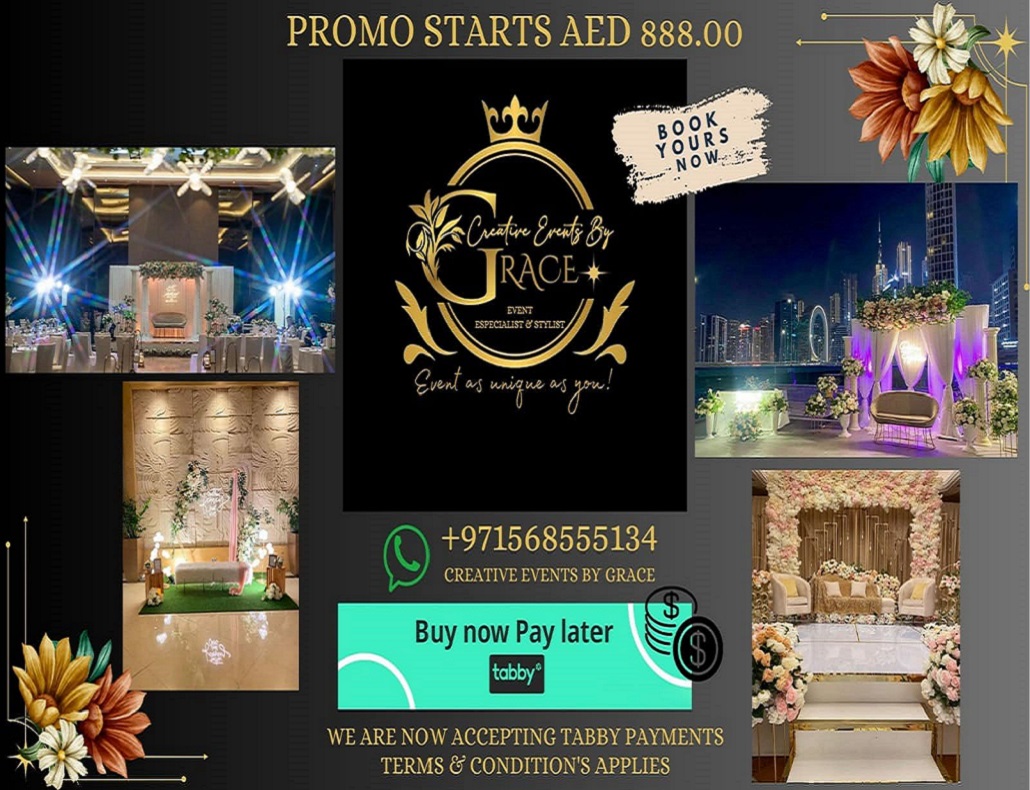 PROMO STARTS AED 888.00
BOOK
YOURS
NOW
Creative Events By
GRACE
EVENT
ESPECIALIST & STYLIST
Event as unique as you!
+971568555134
CREATIVE EVENTS BY GRACE
Buy now Pay later
tabby
WE ARE NOW ACCEPTING TABBY PAYMENTS
TERMS & CONDITION'S APPLIES